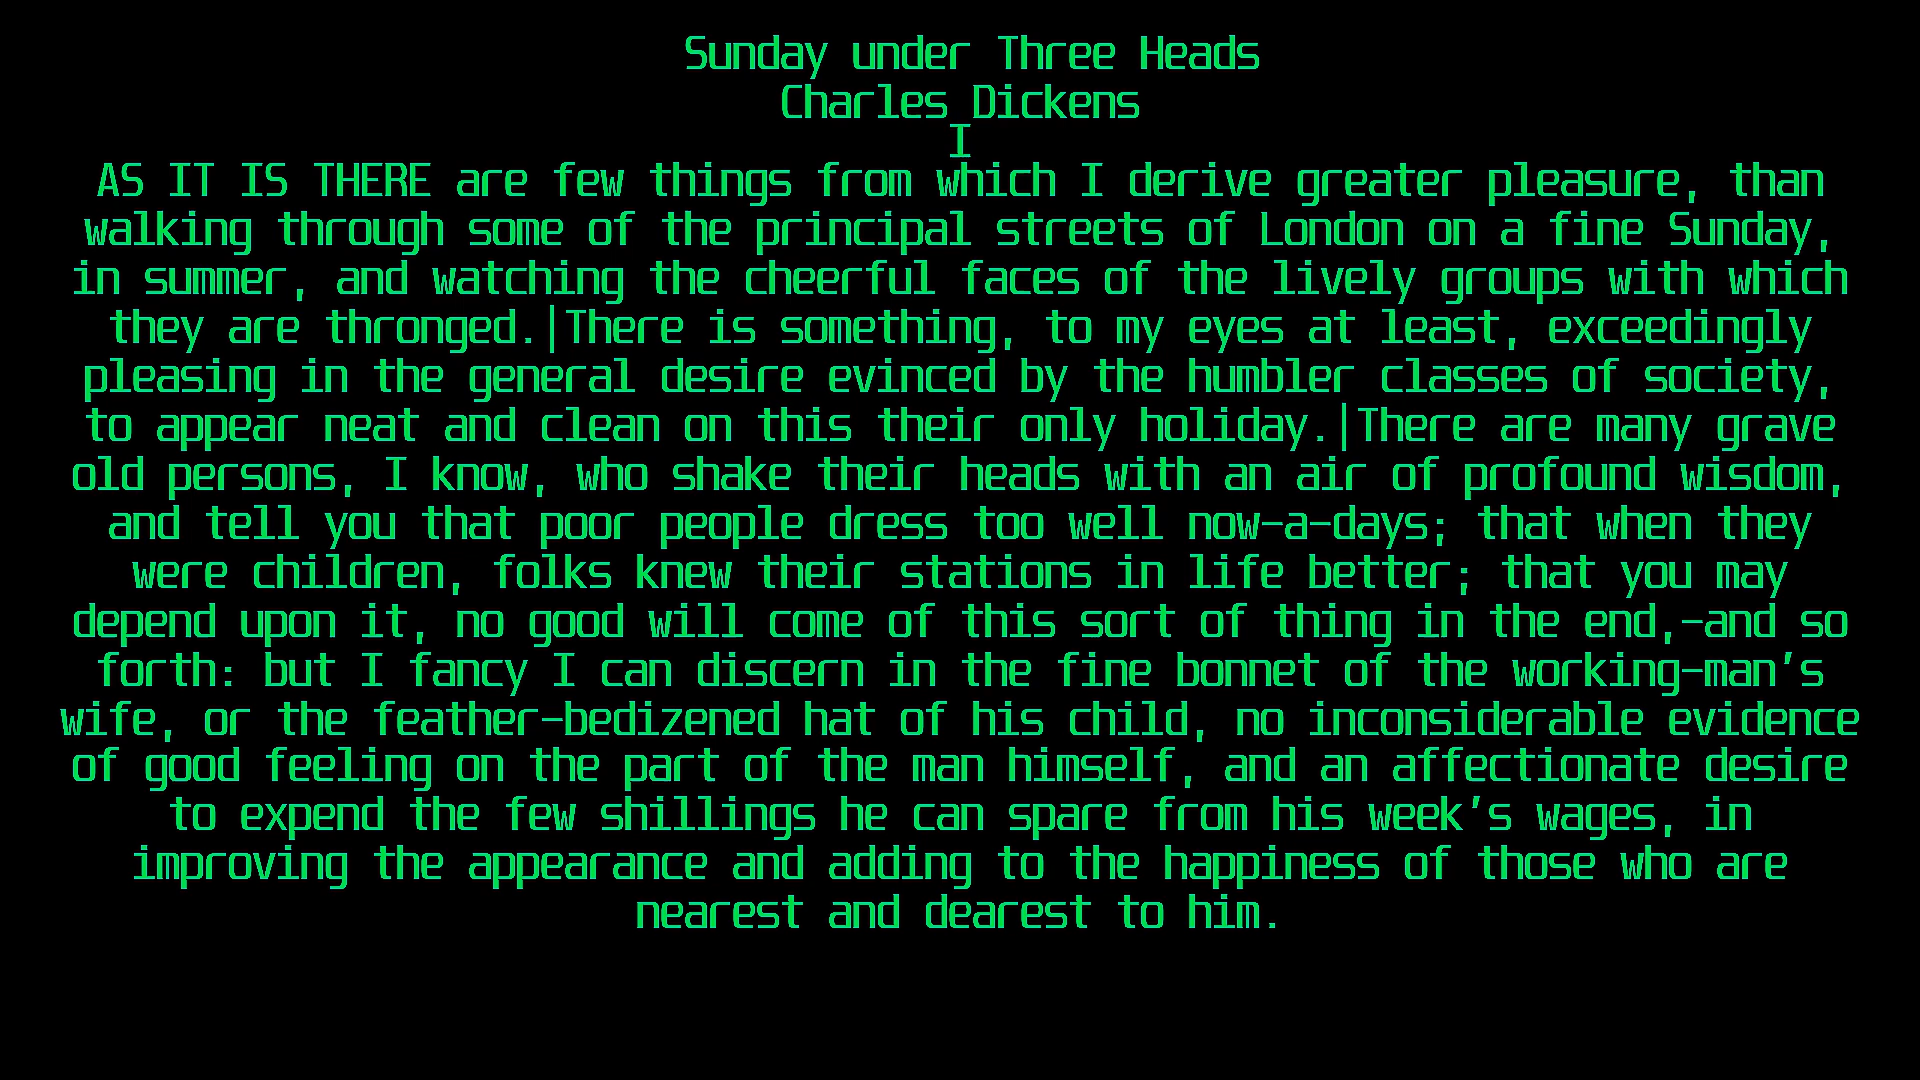 Sunday under Three Heads
Charles Dickens
I
AS IT IS THERE are few things from which I derive greater pleasure, than
walking through some of the principal streets of London on a fine Sunday,
in summer, and watching the cheerful faces of the lively groups with which
they are thronged.|There is something, to my eyes at least, exceedingly
pleasing in the general desire evinced by the humbler classes of society,
to appear neat and clean on this their only holiday.|There are many grave
old persons, I know, who shake their heads with an air of profound wisdom,
and tell you that poor people dress too well now-a-days; that when they
were children, folks knew their stations in life better; that you may
depend upon it, no good will come of this sort of thing in the end,-and so
forth: but I fancy I can discern in the fine bonnet of the working-man's
wife, or the feather-bedizened hat of his child, no inconsiderable evidence
of good feeling on the part of the man himself, and an affectionate desire
to expend the few shillings he can spare from his week's wages, in
improving the appearance and adding to the happiness of those who are
nearest and dearest to him.